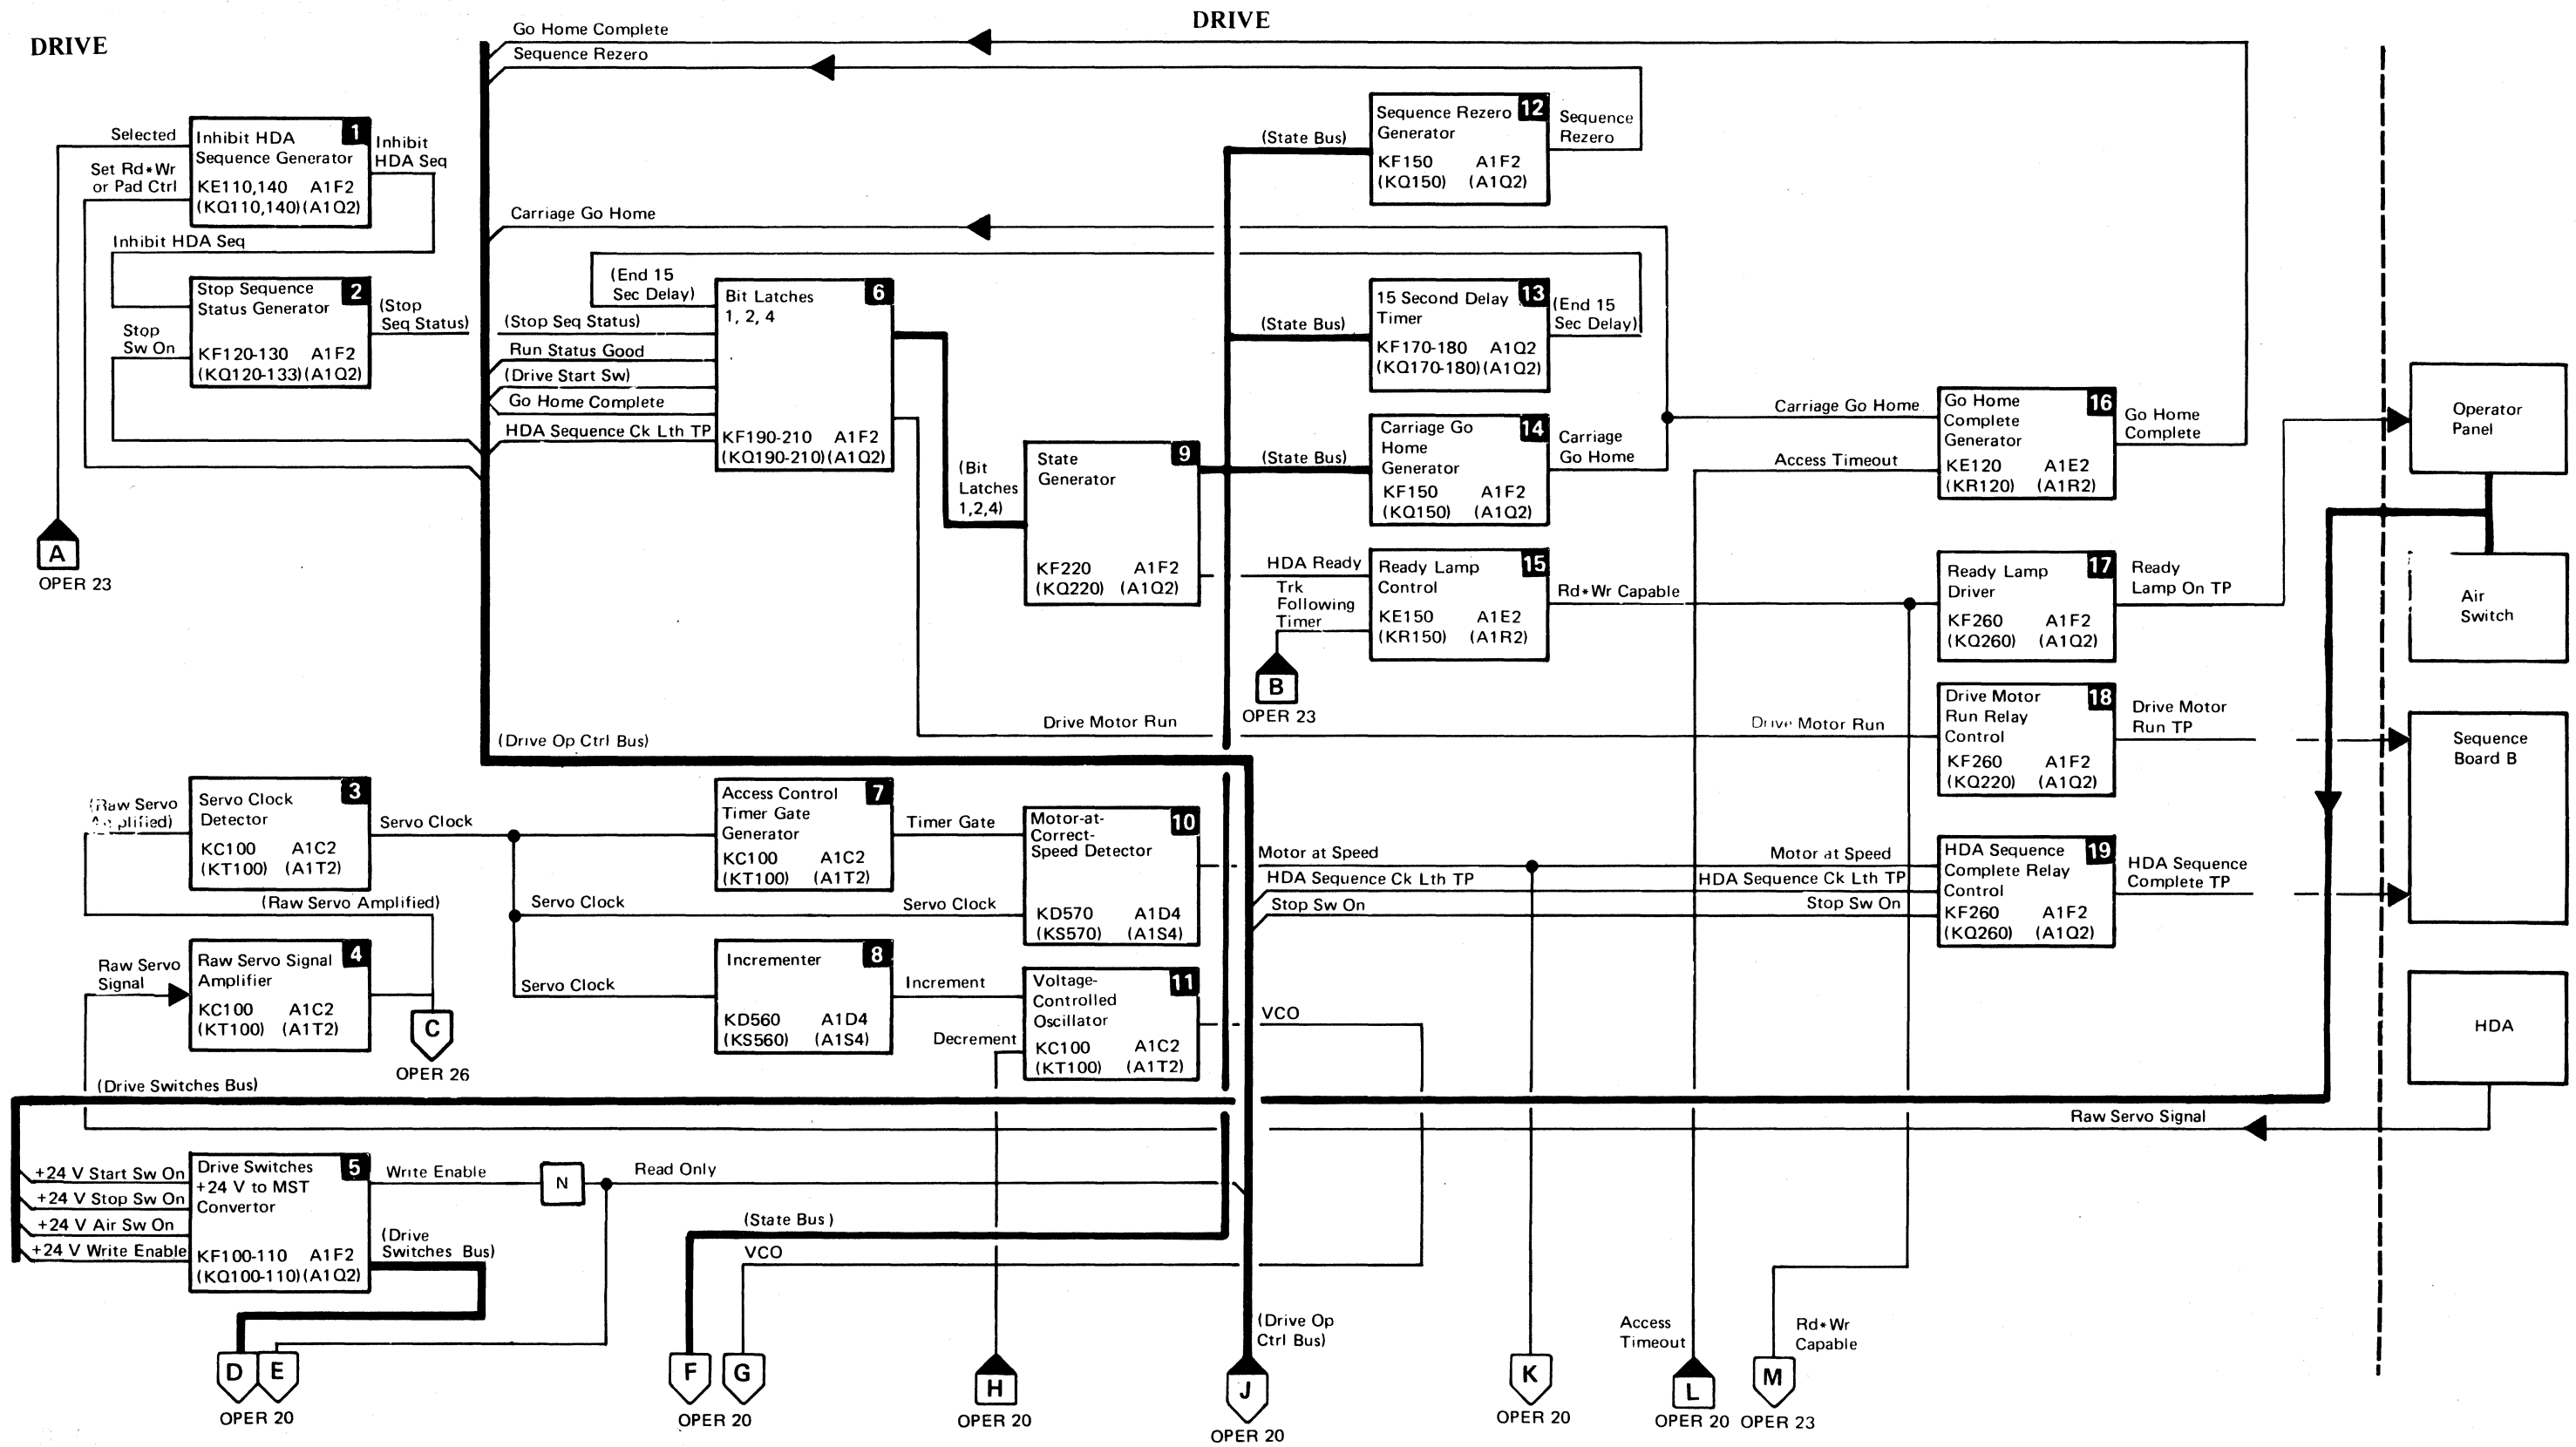 DRIVE
DRIVE
Go Home Complete
Sequence Rezero
Selected
Set Rd*Wr
or Pad Ctrl
1
Inhibit HDA
Sequence Generator
KE110,140 A1F2
(KQ110,140)(A1Q2)
Inhibit
HDA Seq
Inhibit HDA Seq
2
Stop Sequence
Status Generator
KF120-130 A1F2
(KQ120-133)(A1Q2)
Stop
Sw On
(Stop
Seq Status)
A
OPER 23
Carriage Go Home
(End 15
Sec Delay)
(Stop Seq Status)
Run Status Good
(Drive Start Sw)
Go Home Complete
HDA Sequence Ck Lth TP
6
Bit Latches
1, 2, 4
KF190-210 A1F2
(KQ190-210)(A1Q2)
(Bit
Latches
1,2,4)
9
State
Generator
KF220 A1F2
(KQ220) (A1Q2)
(State Bus)
12
Sequence Rezero
Generator
KF150 A1F2
(KQ150) (A1Q2)
Sequence
Rezero
(State Bus)
13
15 Second Delay
Timer
KF170-180 A1Q2
(KQ170-180)(A1Q2)
(End 15
Sec Delay)
(State Bus)
14
Carriage Go
Home
Generator
KF150 A1F2
(KQ150) (A1Q2)
Carriage
Go Home
HDA Ready
Trk
Following
Timer
B
OPER 23
15
Ready Lamp
Control
KE150 A1E2
(KR150) (A1R2)
Rd*Wr Capable
Carriage Go Home
Access Timeout
16
Go Home
Complete
Generator
KE120 A1E2
(KR120) (A1R2)
Go Home
Complete
17
Ready Lamp
Driver
KF260 A1F2
(KQ260) (A1Q2)
Ready
Lamp On TP
Drive Motor Run
Drive Motor Run
18
Drive Motor
Run Relay
Control
KF260 A1F2
(KQ220) (A1Q2)
Drive Motor
Run TP
Operator
Panel
Air
Switch
Sequence
Board B
HDA
(Drive Op Ctrl Bus)
(Raw Servo
Amplified)
3
Servo Clock
Detector
KC100 A1C2
(KT100) (A1T2)
Servo Clock
(Raw Servo Amplified)
Raw Servo
Signal
4
Raw Servo Signal
Amplifier
KC100 A1C2
(KT100) (A1T2)
C
OPER 26
7
Access Control
Timer Gate
Generator
KC100 A1C2
(KT100) (A1T2)
Timer Gate
Servo Clock
Servo Clock
Servo Clock
8
Incrementer
KD560 A1D4
(KS560) (A1S4)
Increment
Decrement
10
Motor-at-
Correct-
Speed Detector
KD570 A1D4
(KS570) (A1S4)
11
Voltage-
Controlled
Oscillator
KC100 A1C2
(KT100) (A1T2)
Motor at Speed
HDA Sequence Ck Lth TP
Stop Sw On
VCO
Motor at Speed
HDA Sequence Ck Lth TP
Stop Sw On
19
HDA Sequence
Complete Relay
Control
KF260 A1F2
(KQ260) (A1Q2)
HDA Sequence
Complete TP
(Drive Switches Bus)
Raw Servo Signal
+24 V Start Sw On
+24 V Stop Sw On
+24 V Air Sw On
+24 V Write Enable
5
Drive Switches
+24 V to MST
Convertor
KF100-110 A1F2
(KQ100-110)(A1Q2)
Write Enable
N
Read Only
(Drive
Switches Bus)
(State Bus)
VCO
(Drive Op
Ctrl Bus)
Access
Timeout
Rd*Wr
Capable
D
E
OPER 20
F
G
OPER 20
H
OPER 20
J
OPER 20
K
OPER 20
L
OPER 20
M
OPER 23